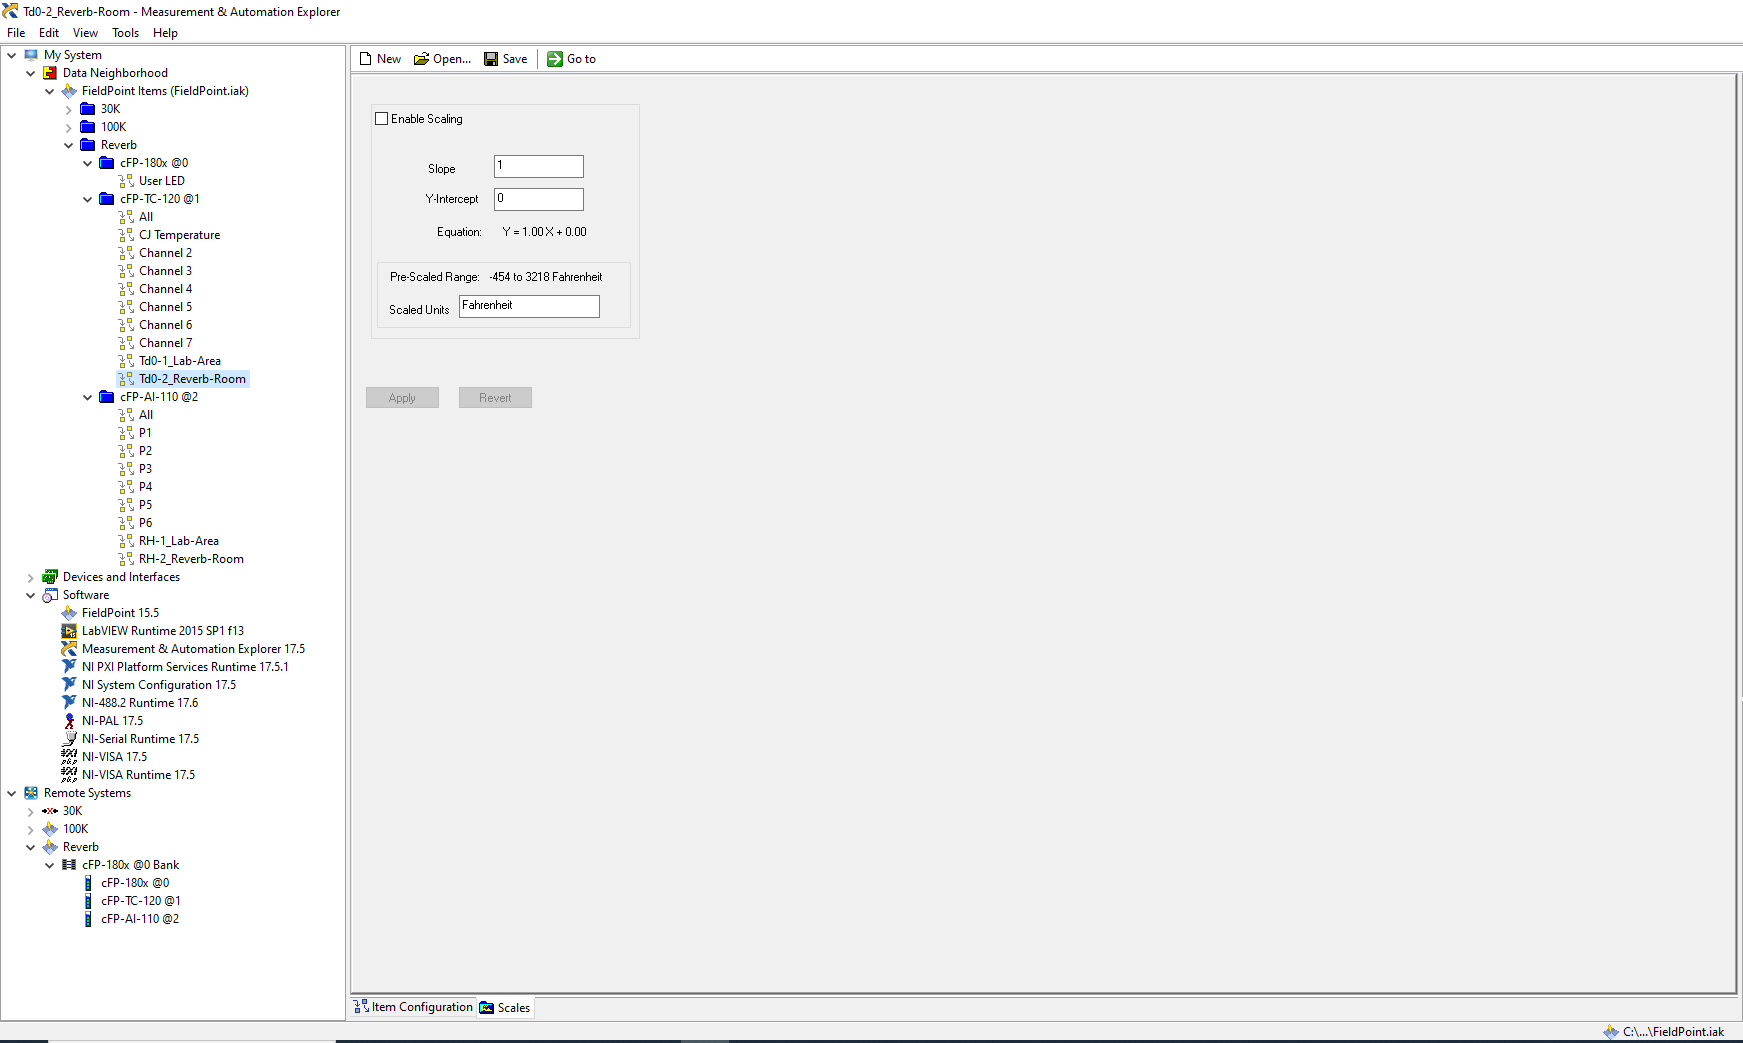 Td0-2_Reverb-Room - Measurement & Automation Explorer
File Edit View Tools Help
My System
Data Neighborhood
FieldPoint Items (FieldPoint.iak)
30K
100K
Reverb
cFP-180x @0
User LED
cFP-TC-120 @1
All
CJ Temperature
Channel 2
Channel 3
Channel 4
Channel 5
Channel 6
Channel 7
Td0-1_Lab-Area
Td0-2_Reverb-Room
cFP-AI-110 @2
All
P1
P2
P3
P4
P5
P6
RH-1_Lab-Area
RH-2_Reverb-Room
Devices and Interfaces
Software
FieldPoint 15.5
LabVIEW Runtime 2015 SP1 f13
Measurement & Automation Explorer 17.5
NI PXI Platform Services Runtime 17.5.1
NI System Configuration 17.5
NI-488.2 Runtime 17.6
NI-PAL 17.5
NI-Serial Runtime 17.5
NI-VISA 17.5
NI-VISA Runtime 17.5
Remote Systems
30K
100K
Reverb
cFP-180x @0 Bank
cFP-180x @0
cFP-TC-120 @1
cFP-AI-110 @2
New Open... Save Go to
Enable Scaling
Slope 1
Y-Intercept 0
Equation: Y = 1.00 X + 0.00
Pre-Scaled Range: -454 to 3218 Fahrenheit
Scaled Units Fahrenheit
Apply Revert
Item Configuration Scales
C:\...\FieldPoint.iak